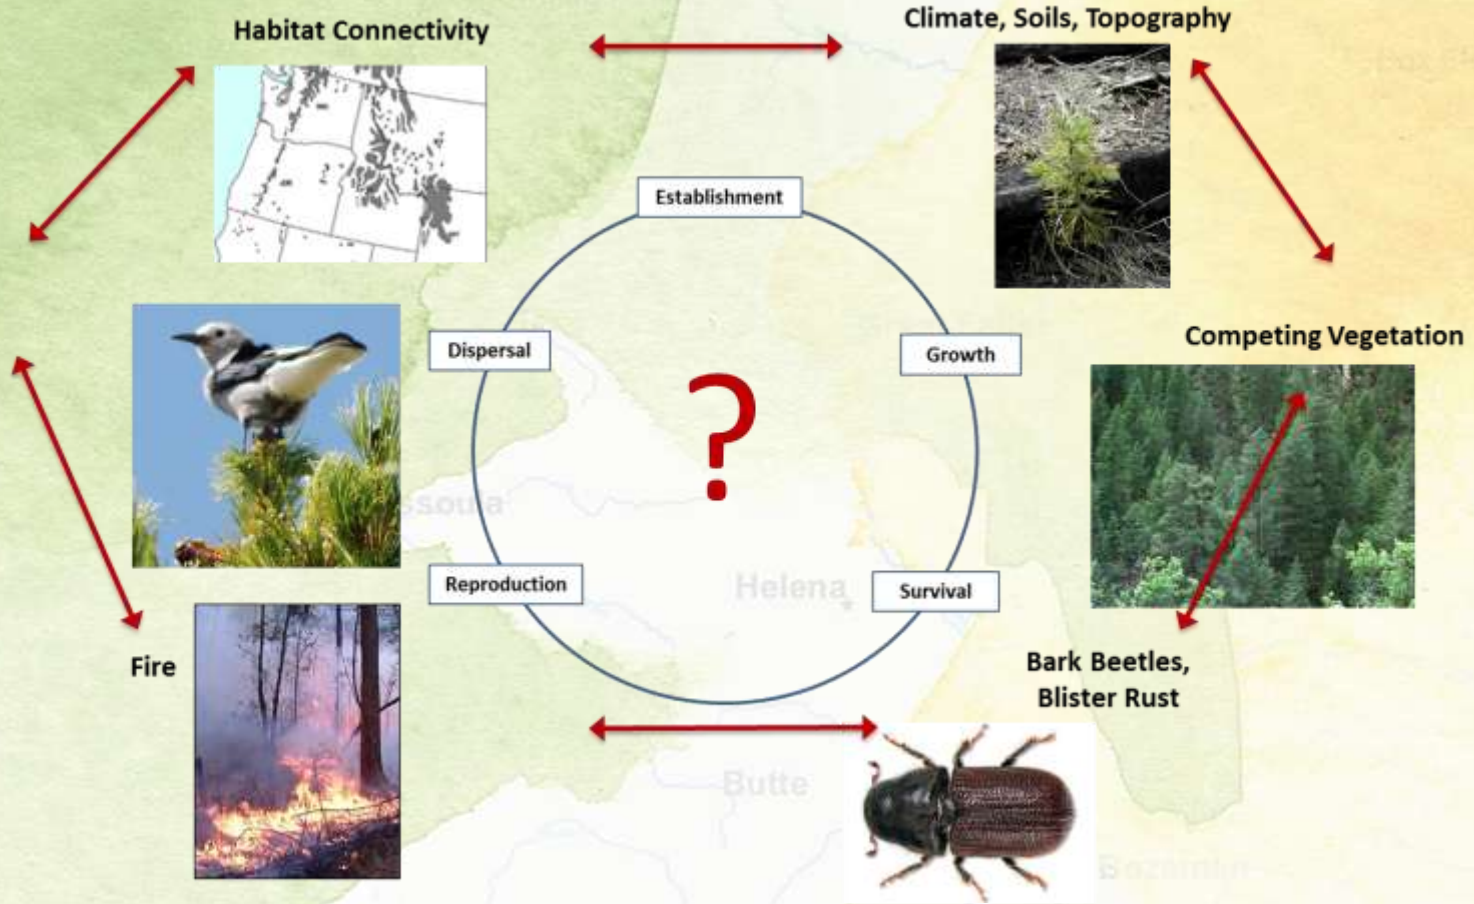 Habitat Connectivity
Climate, Soils, Topography
Establishment
Dispersal
Growth
Competing Vegetation
?
ssoula
Helena
Reproduction
Survival
Fire
Bark Beetles,
Blister Rust
Butte